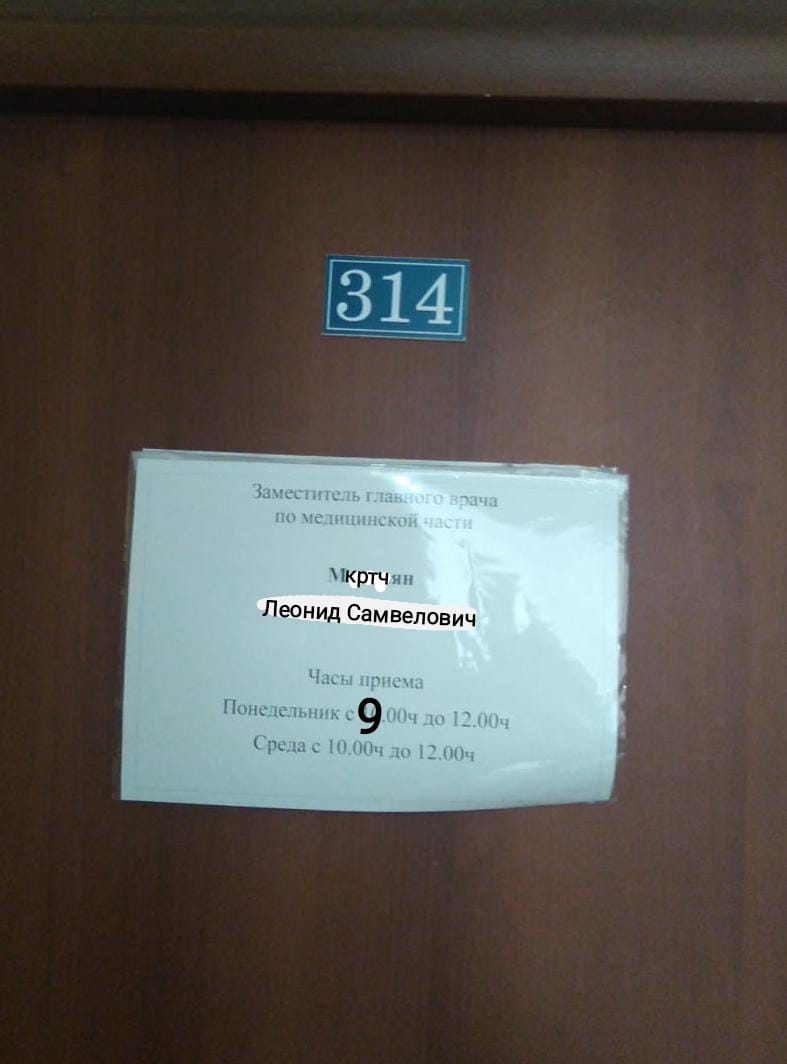 314
Заместитель главного врача
по медицинской части
Мкртчян
Леонид Самвелович
Часы приема
Понедельник с 9.00ч до 12.00ч
Среда с 10.00ч до 12.00ч